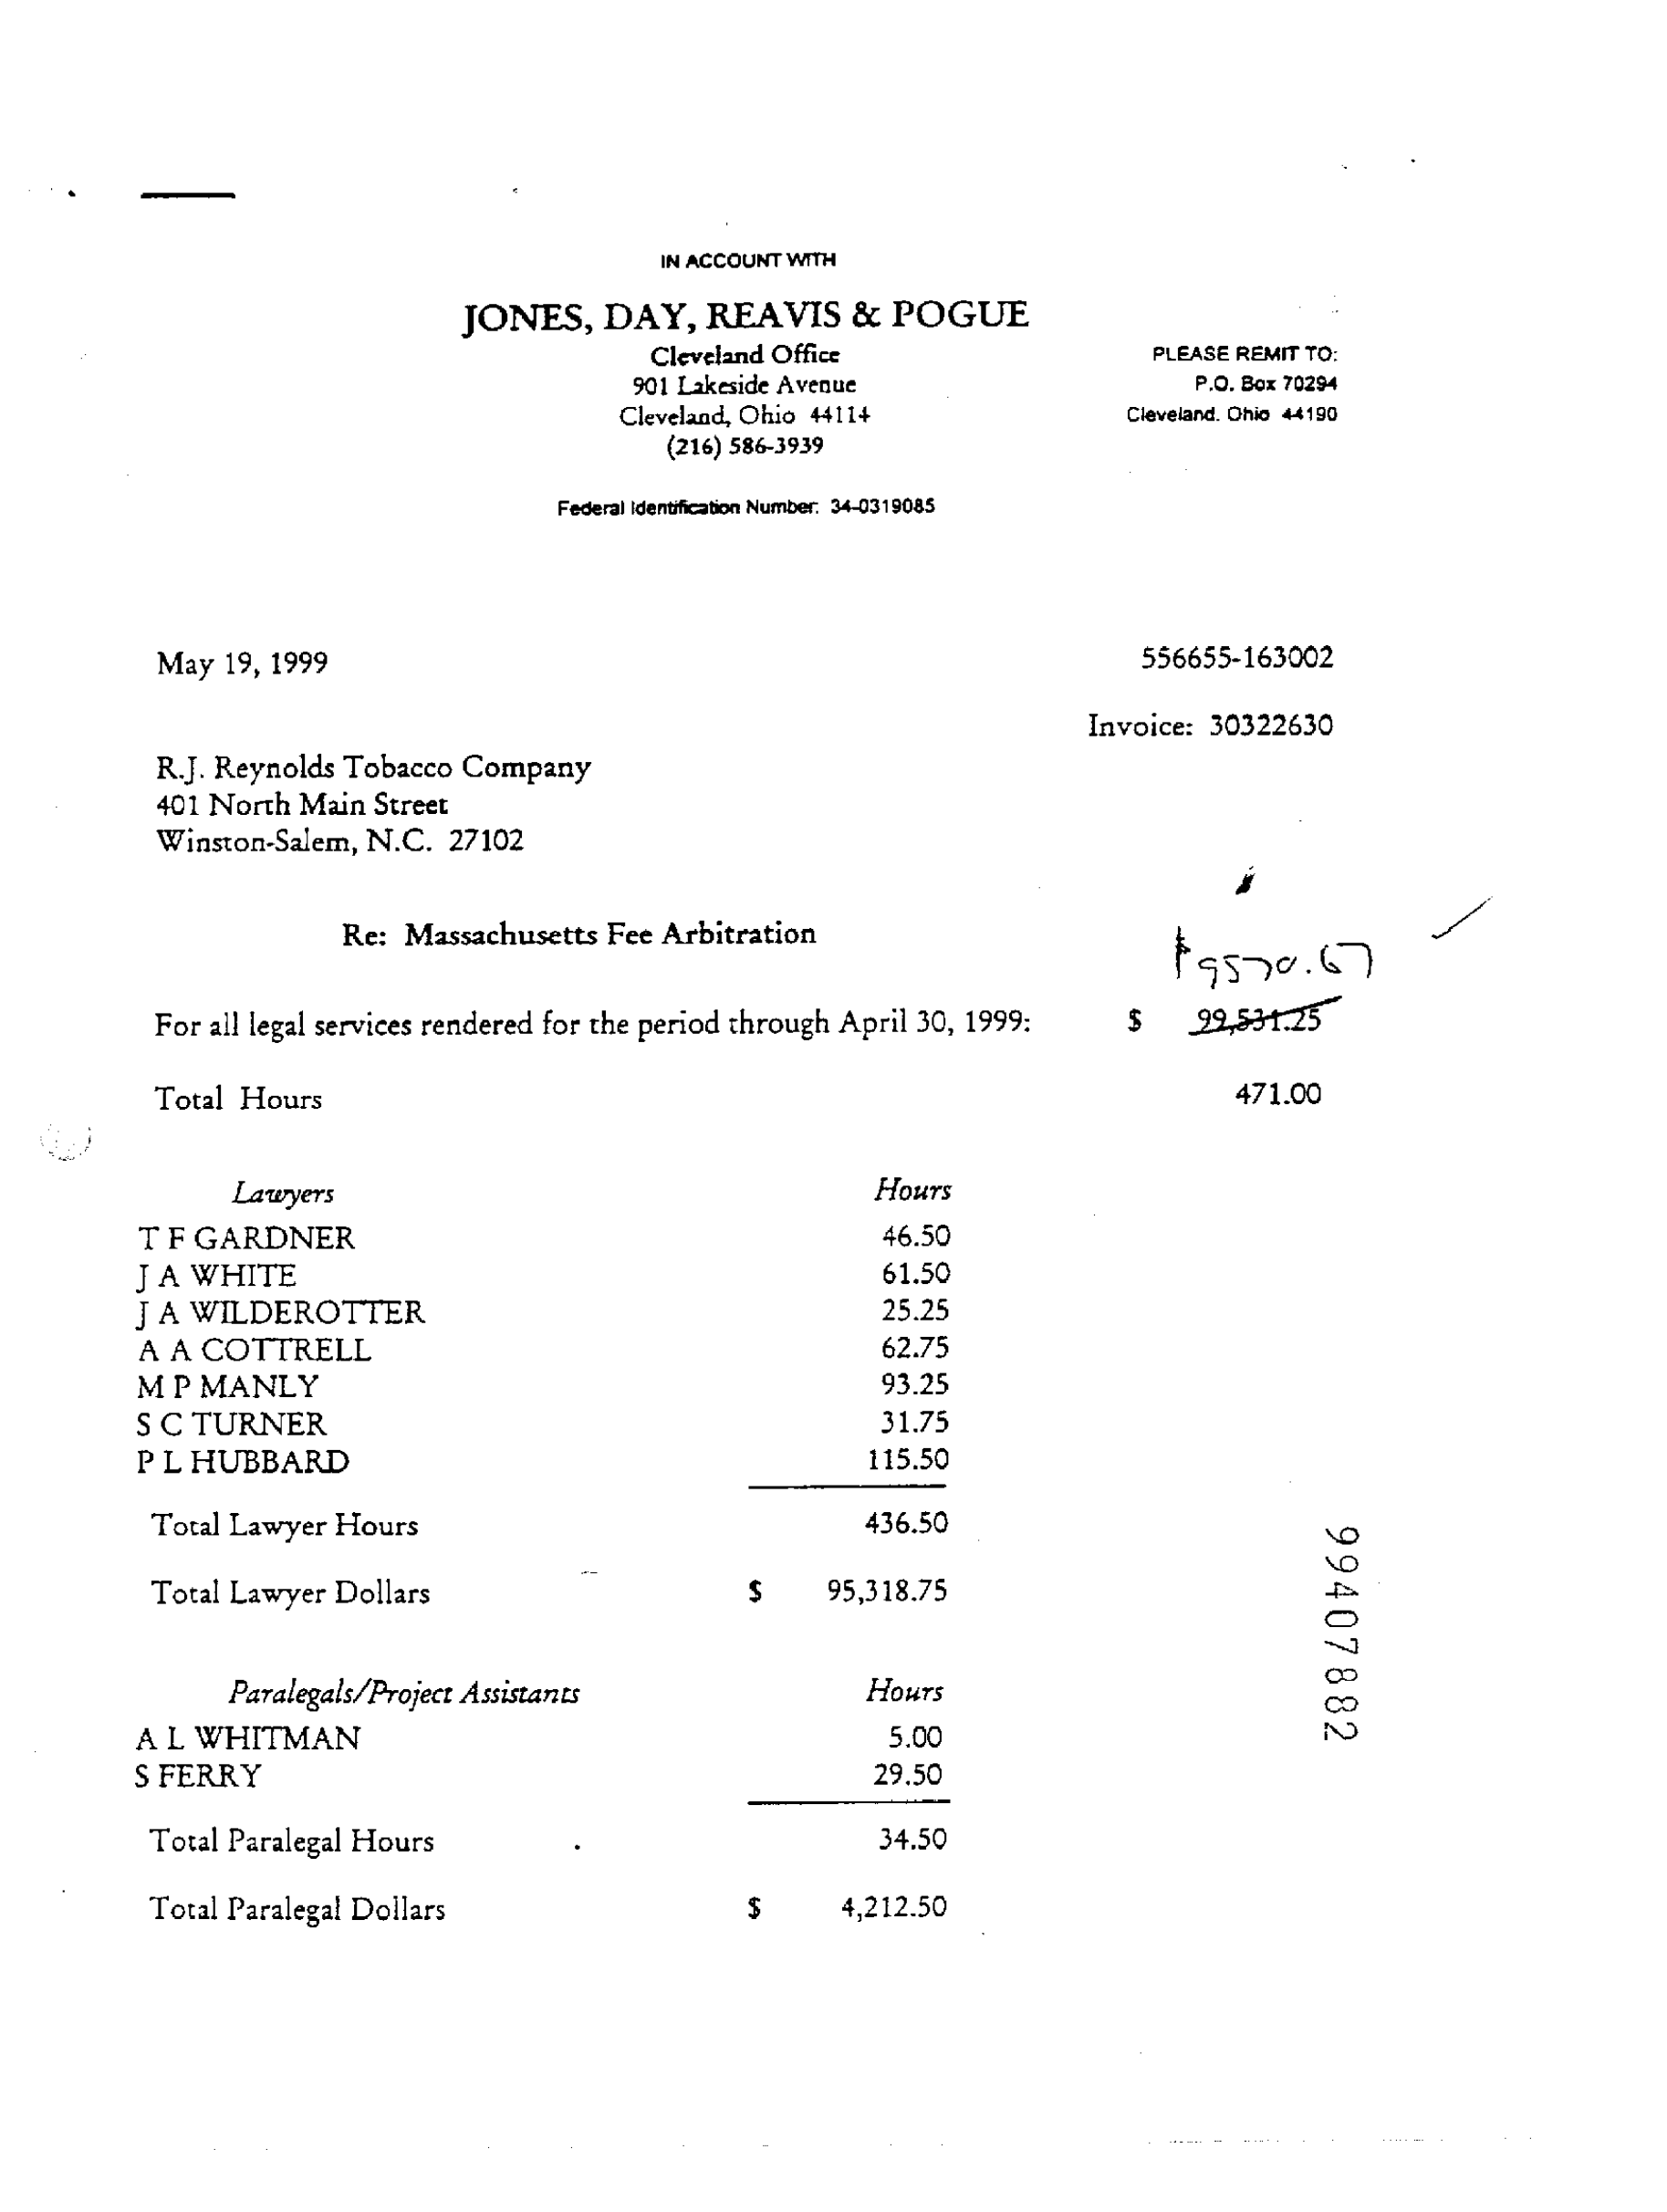 IN ACCOUNT WITH
JONES, DAY, REAVIS & POGUE
Cleveland Office
901 Lakeside Avenue
Cleveland, Ohio 44114
(216) 586-3939
PLEASE REMIT TO:
P.O. Box 70294
Cleveland, Ohio 44190
Federal Identification Number: 34-0319085
May 19, 1999
556655-163002
Invoice: 30322630
R.J. Reynolds Tobacco Company
401 North Main Street
Winston-Salem, N.C. 27102
Re: Massachusetts Fee Arbitration
$9570.67
For all legal services rendered for the period through April 30, 1999: $ 99,531.25
Total Hours 471.00
Lawyers Hours
T F GARDNER 46.50
J A WHITE 61.50
J A WILDEROTTER 25.25
A A COTTRELL 62.75
M P MANLY 93.25
S C TURNER 31.75
P L HUBBARD 115.50
Total Lawyer Hours 436.50
Total Lawyer Dollars $ 95,318.75
Paralegals/Project Assistants Hours
A L WHITMAN 5.00
S FERRY 29.50
Total Paralegal Hours 34.50
Total Paralegal Dollars $ 4,212.50
99407882